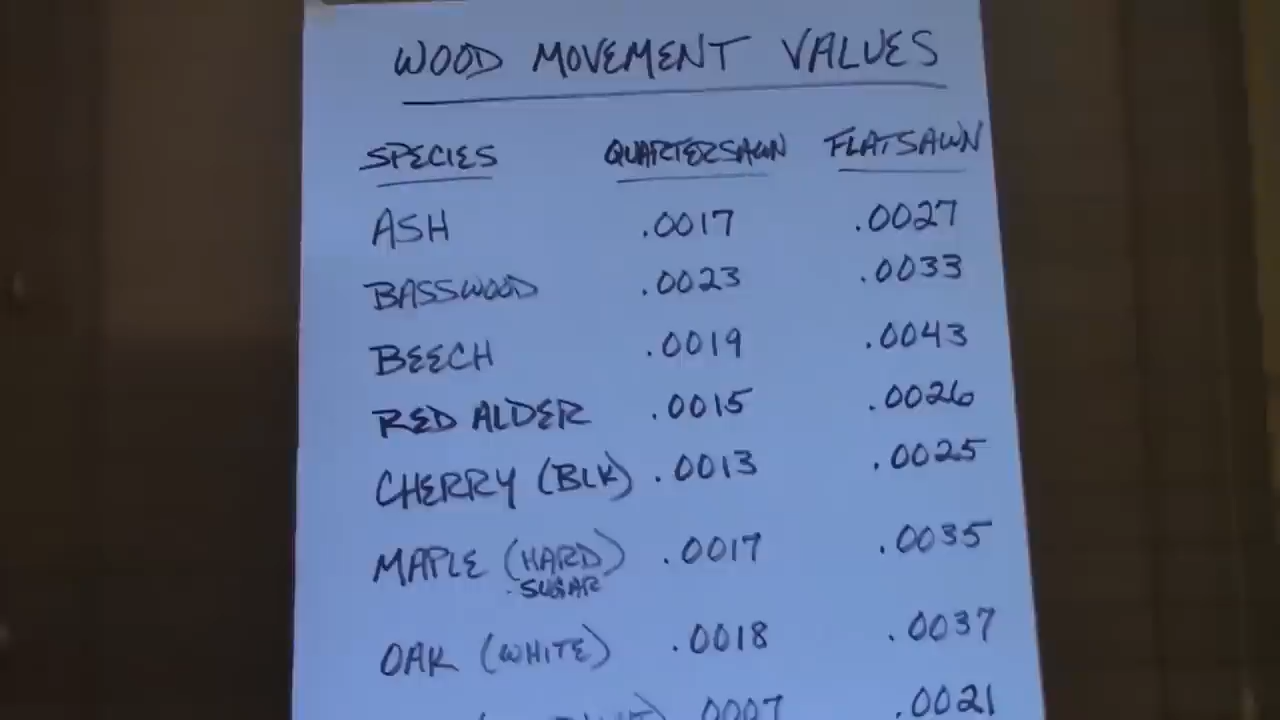 WOOD MOVEMENT VALUES
SPECIES QUARTERSAWN FLATSAWN
ASH .0017 .0027
BASSWOOD .0023 .0033
BEECH .0019 .0043
RED ALDER .0015 .0026
CHERRY (BLK) .0013 .0025
MAPLE (HARD) .0017 .0035
SUGAR
OAK (WHITE) .0018 .0037
.0007 .0021